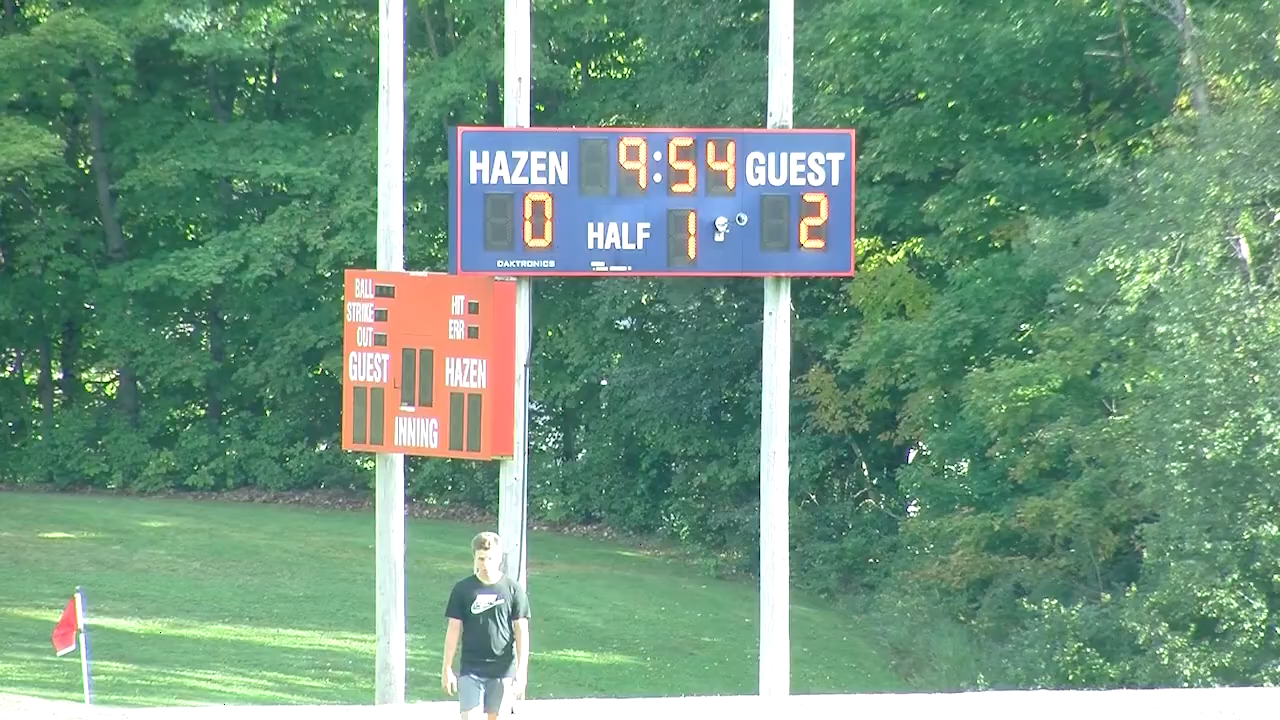 HAZEN 9:54 GUEST
0 HALF 1 2
DAKTRONICS
BALL HIT
STRIKE ERR
OUT
GUEST HAZEN
INNING